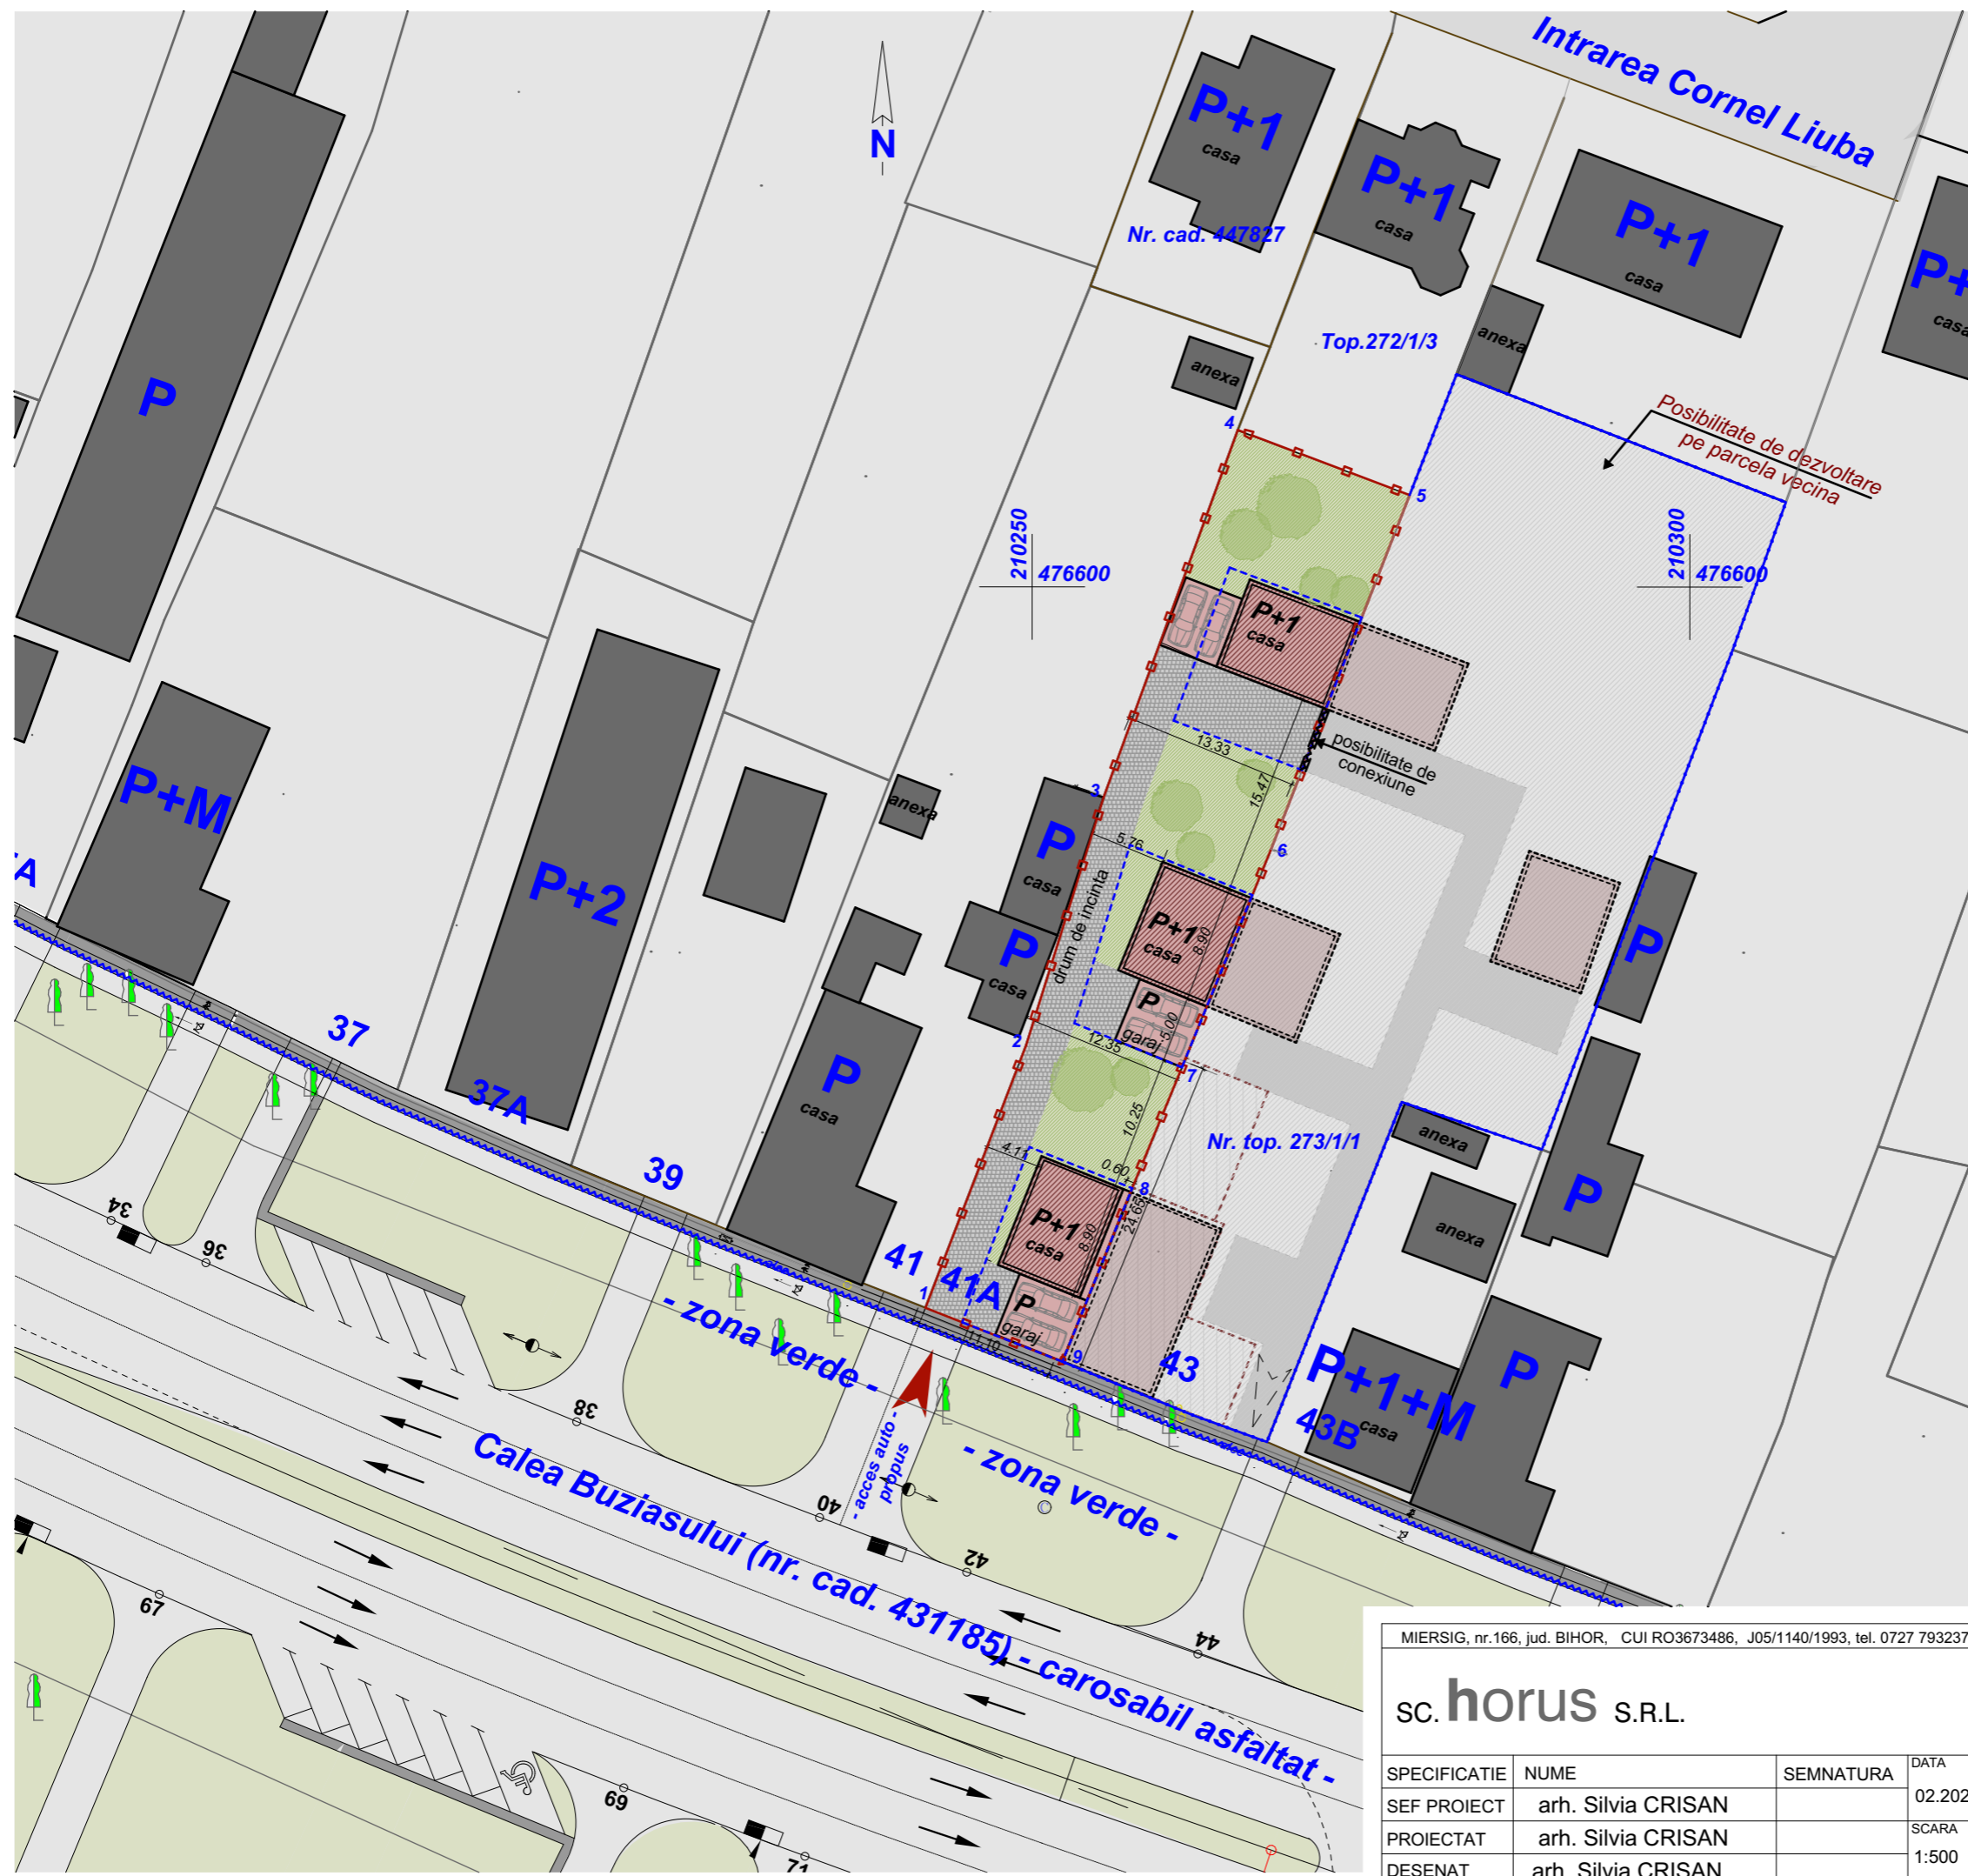 Intrarea Cornel Liuba
P+1
casa
P+1
casa
P+1
casa
casa
N
Nr. cad. 447827
Top.272/1/3
anexa
anexa
P
Posibilitate de dezvoltare
pe parcela vecina
4
5
210250
476600
210300
476600
P+1
casa
13.33
15.47
posibilitate de
conexiune
P+M
P+2
anexa
3
P
casa
5.76
6
P
casa
drum de incinta
P+1
casa
8.90
P
P
garaj
5.00
12.35
2
7
37
37A
39
P
casa
10.25
Nr. top. 273/1/1
anexa
P
anexa
4.11
0.60
8
24.65
P+1
casa
8.90
41
41A
1
P
garaj
11.10
9
43
P+1+M
casa
43B
P
34
36
38
40
42
44
- zona verde -
- zona verde -
- acces auto -
propus
Calea Buziasului (nr. cad. 431185) - carosabil asfaltat -
67
69
71
MIERSIG, nr.166, jud. BIHOR, CUI RO3673486, J05/1140/1993, tel. 0727 793237
SC. horus S.R.L.
SPECIFICATIE NUME SEMNATURA DATA
02.202
SEF PROIECT arh. Silvia CRISAN
PROIECTAT arh. Silvia CRISAN SCARA
1:500
DESENAT arh. Silvia CRISAN